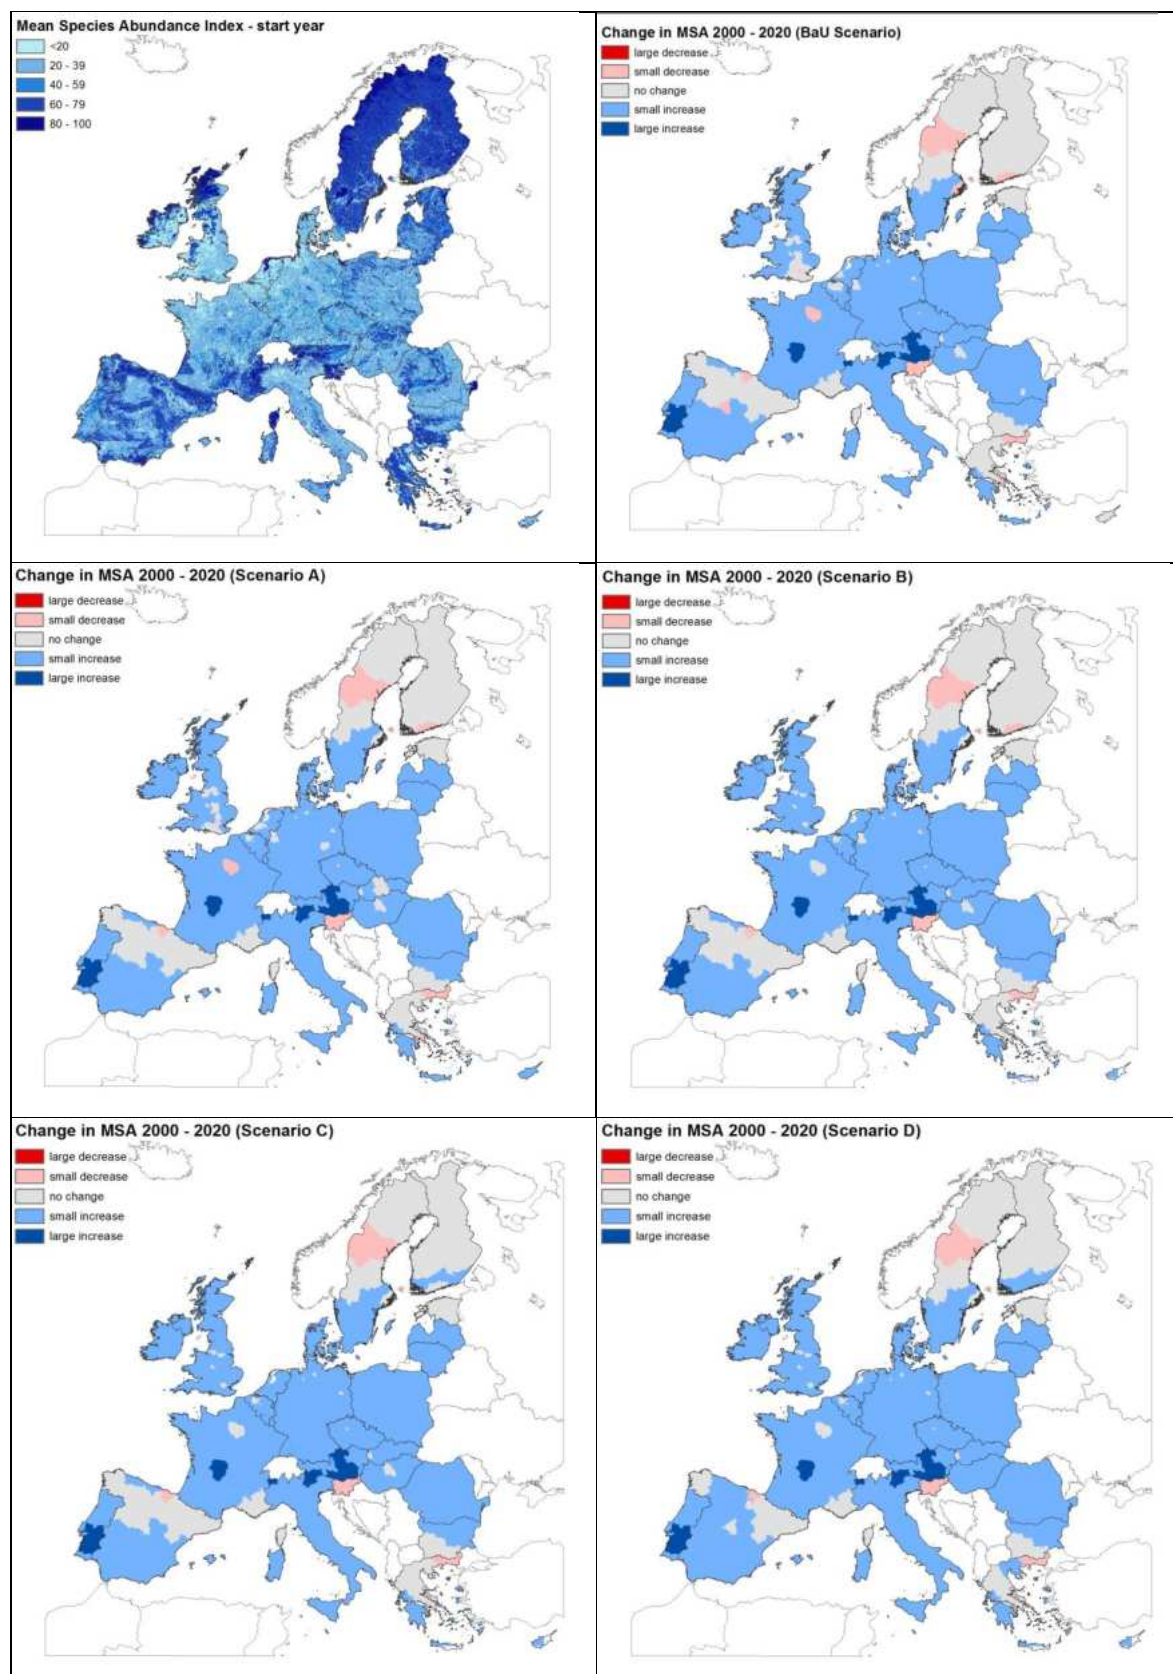 Mean Species Abundance Index - start year
<20
20 - 39
40 - 59
60 - 79
80 - 100
Change in MSA 2000 - 2020 (BaU Scenario)
large decrease
small decrease
no change
small increase
large increase
Change in MSA 2000 - 2020 (Scenario A)
large decrease
small decrease
no change
small increase
large increase
Change in MSA 2000 - 2020 (Scenario B)
large decrease
small decrease
no change
small increase
large increase
Change in MSA 2000 - 2020 (Scenario C)
large decrease
small decrease
no change
small increase
large increase
Change in MSA 2000 - 2020 (Scenario D)
large decrease
small decrease
no change
small increase
large increase